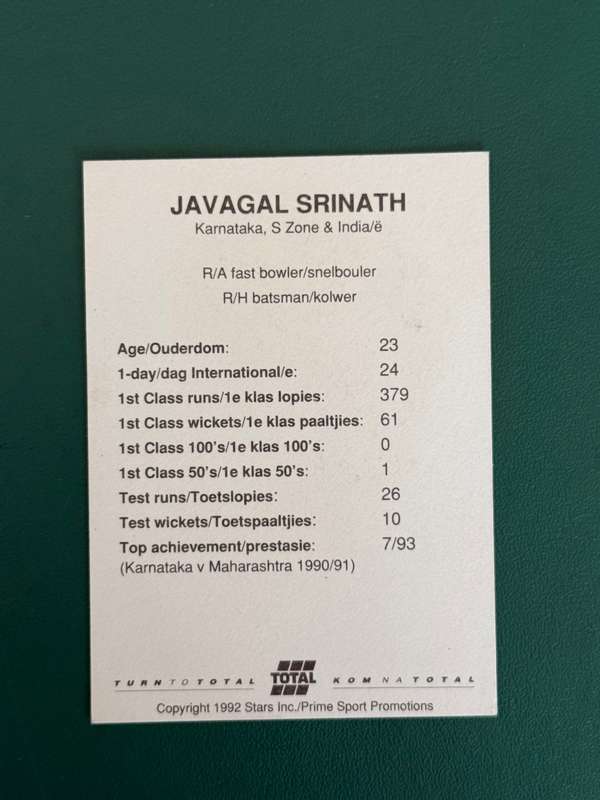 JAVAGAL SRINATH
Karnataka, S Zone & India/ë
R/A fast bowler/snelbouler
R/H batsman/kolwer
Age/Ouderdom: 23
1-day/dag International/e: 24
1st Class runs/1e klas lopies: 379
1st Class wickets/1e klas paaltjies: 61
1st Class 100's/1e klas 100's: 0
1st Class 50's/1e klas 50's: 1
Test runs/Toetslopies: 26
Test wickets/Toetspaaltjies: 10
Top achievement/prestasie: 7/93
(Karnataka v Maharashtra 1990/91)
TURN TO TOTAL TOTAL KOM NA TOTAL
Copyright 1992 Stars Inc./Prime Sport Promotions